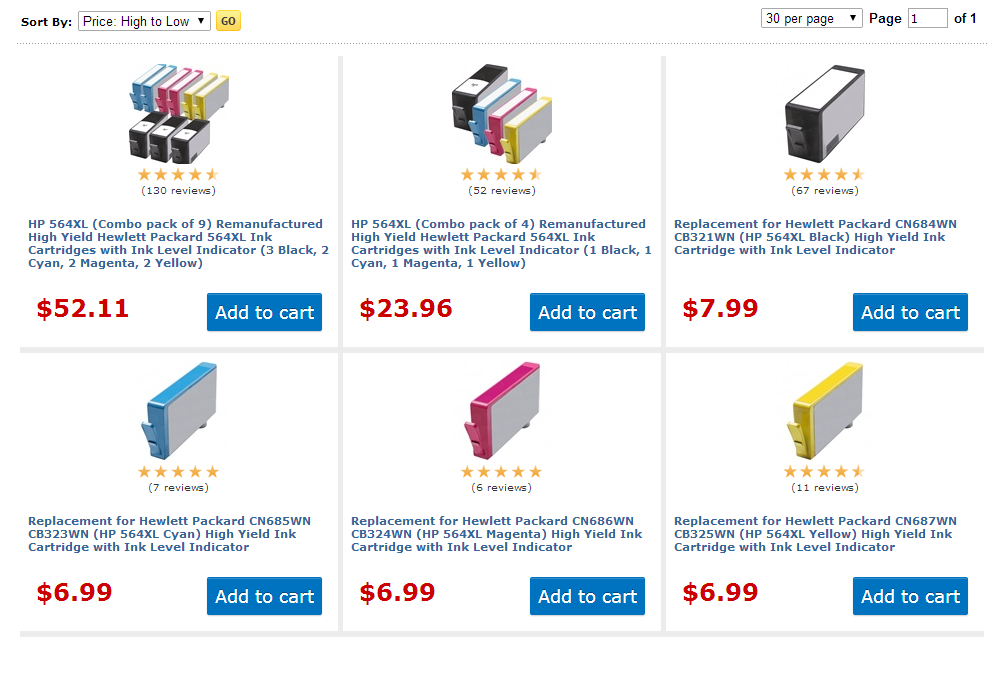 Sort By: Price: High to Low GO
30 per page Page 1 of 1
(130 reviews)
HP 564XL (Combo pack of 9) Remanufactured
High Yield Hewlett Packard 564XL Ink
Cartridges with Ink Level Indicator (3 Black, 2
Cyan, 2 Magenta, 2 Yellow)
$52.11 Add to cart
(52 reviews)
HP 564XL (Combo pack of 4) Remanufactured
High Yield Hewlett Packard 564XL Ink
Cartridges with Ink Level Indicator (1 Black, 1
Cyan, 1 Magenta, 1 Yellow)
$23.96 Add to cart
(67 reviews)
Replacement for Hewlett Packard CN684WN
CB321WN (HP 564XL Black) High Yield Ink
Cartridge with Ink Level Indicator
$7.99 Add to cart
(7 reviews)
Replacement for Hewlett Packard CN685WN
CB323WN (HP 564XL Cyan) High Yield Ink
Cartridge with Ink Level Indicator
$6.99 Add to cart
(6 reviews)
Replacement for Hewlett Packard CN686WN
CB324WN (HP 564XL Magenta) High Yield Ink
Cartridge with Ink Level Indicator
$6.99 Add to cart
(11 reviews)
Replacement for Hewlett Packard CN687WN
CB325WN (HP 564XL Yellow) High Yield Ink
Cartridge with Ink Level Indicator
$6.99 Add to cart